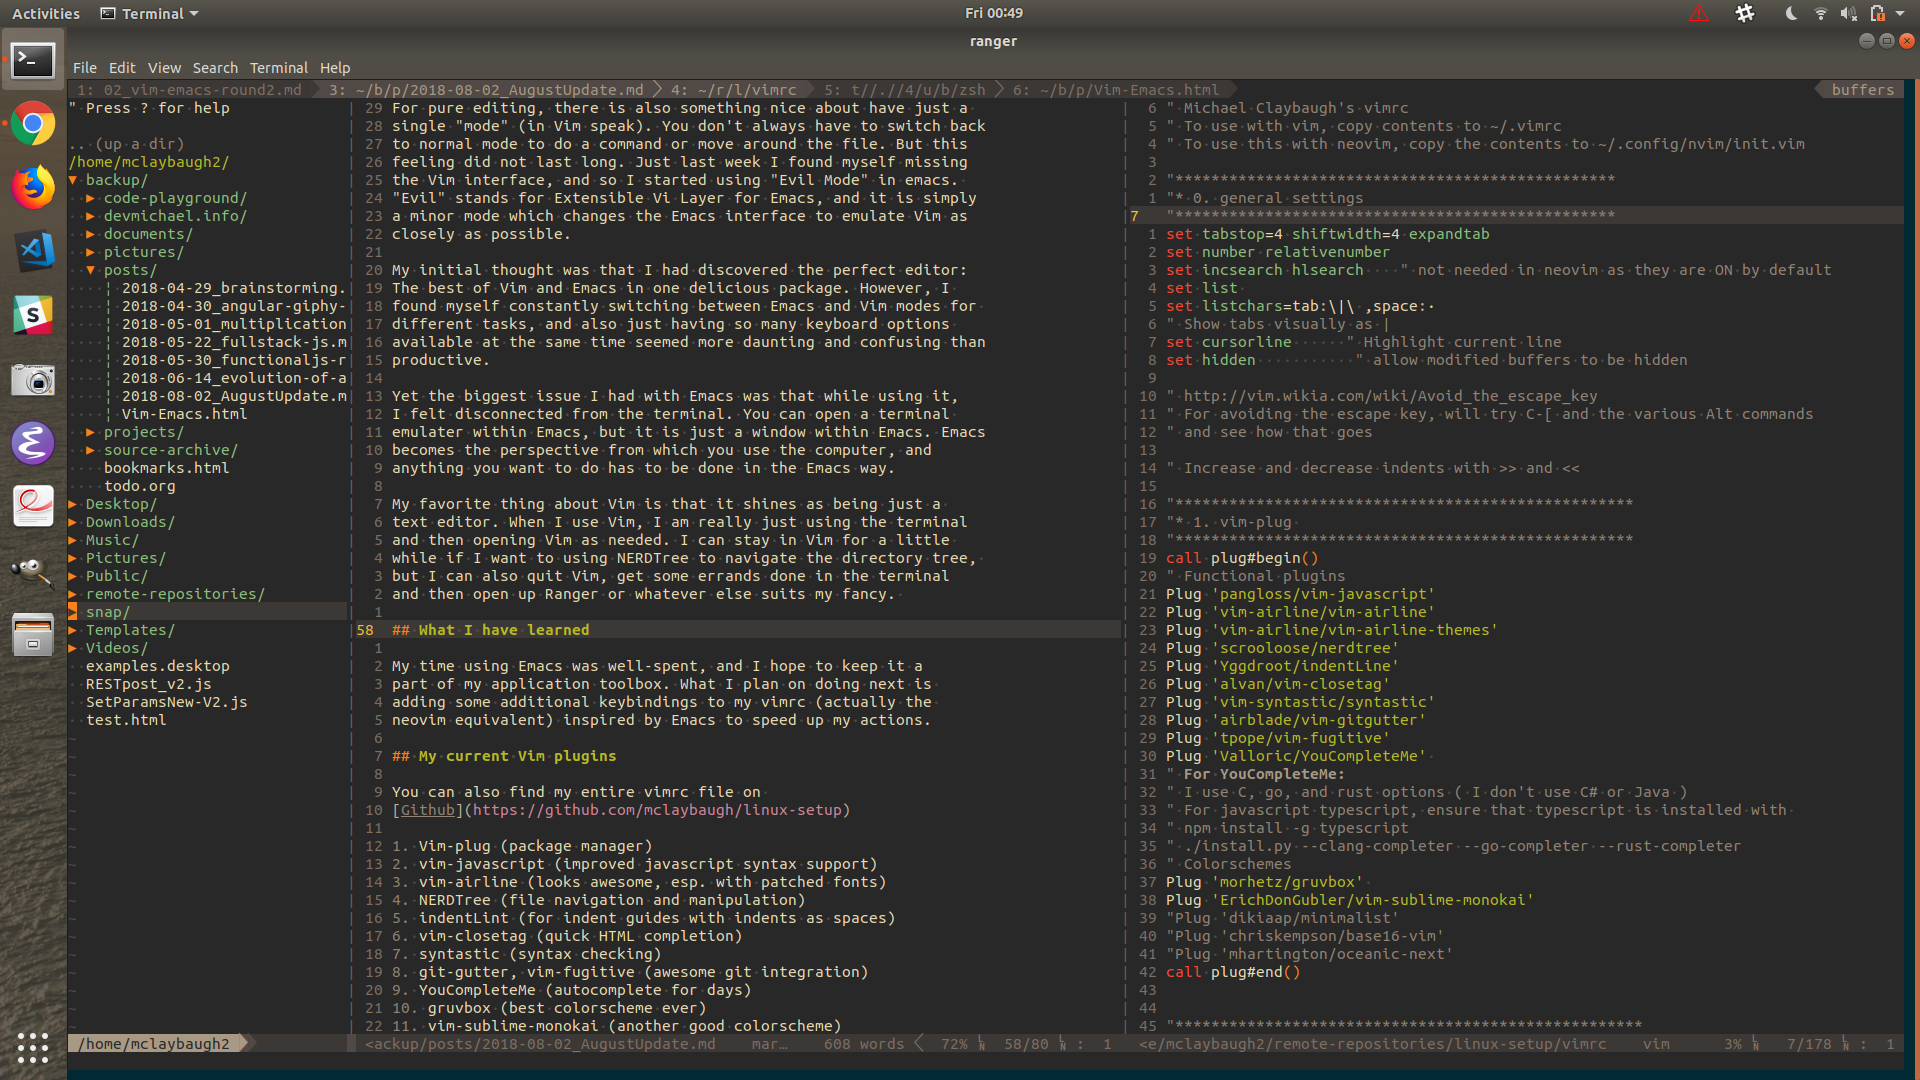 Activities Terminal Fri 00:49
ranger
File Edit View Search Terminal Help
1: 02_vim-emacs-round2.md 3: ~/b/p/2018-08-02_AugustUpdate.md 4: ~/r/l/vimrc 5: t//.//4/u/b/zsh 6: ~/b/p/Vim-Emacs.html buffers
" Press ? for help
.. (up a dir)
/home/mclaybaugh2/
▼ backup/
▶ code-playground/
▶ devmichael.info/
▶ documents/
▶ pictures/
▼ posts/
¦ 2018-04-29_brainstorming.
¦ 2018-04-30_angular-giphy-
¦ 2018-05-01_multiplication
¦ 2018-05-22_fullstack-js.m
¦ 2018-05-30_functionaljs-r
¦ 2018-06-14_evolution-of-a
¦ 2018-08-02_AugustUpdate.m
¦ Vim-Emacs.html
▶ projects/
▶ source-archive/
bookmarks.html
todo.org
▶ Desktop/
▶ Downloads/
▶ Music/
▶ Pictures/
▶ Public/
▶ remote-repositories/
▶ snap/
▶ Templates/
▶ Videos/
examples.desktop
RESTpost_v2.js
SetParamsNew-V2.js
test.html
/home/mclaybaugh2
29 For pure editing, there is also something nice about have just a
28 single "mode" (in Vim speak). You don't always have to switch back
27 to normal mode to do a command or move around the file. But this
26 feeling did not last long. Just last week I found myself missing
25 the Vim interface, and so I started using "Evil Mode" in emacs.
24 "Evil" stands for Extensible Vi Layer for Emacs, and it is simply
23 a minor mode which changes the Emacs interface to emulate Vim as
22 closely as possible.
21
20 My initial thought was that I had discovered the perfect editor:
19 The best of Vim and Emacs in one delicious package. However, I
18 found myself constantly switching between Emacs and Vim modes for
17 different tasks, and also just having so many keyboard options
16 available at the same time seemed more daunting and confusing than
15 productive.
14
13 Yet the biggest issue I had with Emacs was that while using it,
12 I felt disconnected from the terminal. You can open a terminal
11 emulater within Emacs, but it is just a window within Emacs. Emacs
10 becomes the perspective from which you use the computer, and
9 anything you want to do has to be done in the Emacs way.
8
7 My favorite thing about Vim is that it shines as being just a
6 text editor. When I use Vim, I am really just using the terminal
5 and then opening Vim as needed. I can stay in Vim for a little
4 while if I want to using NERDTree to navigate the directory tree,
3 but I can also quit Vim, get some errands done in the terminal
2 and then open up Ranger or whatever else suits my fancy.
1
58 ## What I have learned
1
2 My time using Emacs was well-spent, and I hope to keep it a
3 part of my application toolbox. What I plan on doing next is
4 adding some additional keybindings to my vimrc (actually the
5 neovim equivalent) inspired by Emacs to speed up my actions.
6
7 ## My current Vim plugins
8
9 You can also find my entire vimrc file on
10 [Github](https://github.com/mclaybaugh/linux-setup)
11
12 1. Vim-plug (package manager)
13 2. vim-javascript (improved javascript syntax support)
14 3. vim-airline (looks awesome, esp. with patched fonts)
15 4. NERDTree (file navigation and manipulation)
16 5. indentLint (for indent guides with indents as spaces)
17 6. vim-closetag (quick HTML completion)
18 7. syntastic (syntax checking)
19 8. git-gutter, vim-fugitive (awesome git integration)
20 9. YouCompleteMe (autocomplete for days)
21 10. gruvbox (best colorscheme ever)
22 11. vim-sublime-monokai (another good colorscheme)
<ackup/posts/2018-08-02_AugustUpdate.md mar… 608 words 72% 58/80 : 1
6 " Michael Claybaugh's vimrc
5 " To use with vim, copy contents to ~/.vimrc
4 " To use this with neovim, copy the contents to ~/.config/nvim/init.vim
3
2 "*************************************************
1 "* 0. general settings
7 "*************************************************
1 set tabstop=4 shiftwidth=4 expandtab
2 set number relativenumber
3 set incsearch hlsearch " not needed in neovim as they are ON by default
4 set list
5 set listchars=tab:\|\ ,space:·
6 " Show tabs visually as |
7 set cursorline " Highlight current line
8 set hidden " allow modified buffers to be hidden
9
10 " http://vim.wikia.com/wiki/Avoid_the_escape_key
11 " For avoiding the escape key, will try C-[ and the various Alt commands
12 " and see how that goes
13
14 " Increase and decrease indents with >> and <<
15
16 "***************************************************
17 "* 1. vim-plug
18 "***************************************************
19 call plug#begin()
20 " Functional plugins
21 Plug 'pangloss/vim-javascript'
22 Plug 'vim-airline/vim-airline'
23 Plug 'vim-airline/vim-airline-themes'
24 Plug 'scrooloose/nerdtree'
25 Plug 'Yggdroot/indentLine'
26 Plug 'alvan/vim-closetag'
27 Plug 'vim-syntastic/syntastic'
28 Plug 'airblade/vim-gitgutter'
29 Plug 'tpope/vim-fugitive'
30 Plug 'Valloric/YouCompleteMe'
31 " For YouCompleteMe:
32 " I use C, go, and rust options ( I don't use C# or Java )
33 " For javascript typescript, ensure that typescript is installed with
34 " npm install -g typescript
35 " ./install.py --clang-completer --go-completer --rust-completer
36 " Colorschemes
37 Plug 'morhetz/gruvbox'
38 Plug 'ErichDonGubler/vim-sublime-monokai'
39 "Plug 'dikiaap/minimalist'
40 "Plug 'chriskempson/base16-vim'
41 "Plug 'mhartington/oceanic-next'
42 call plug#end()
43
44
45 "****************************************************
<e/mclaybaugh2/remote-repositories/linux-setup/vimrc vim 3% 7/178 : 1